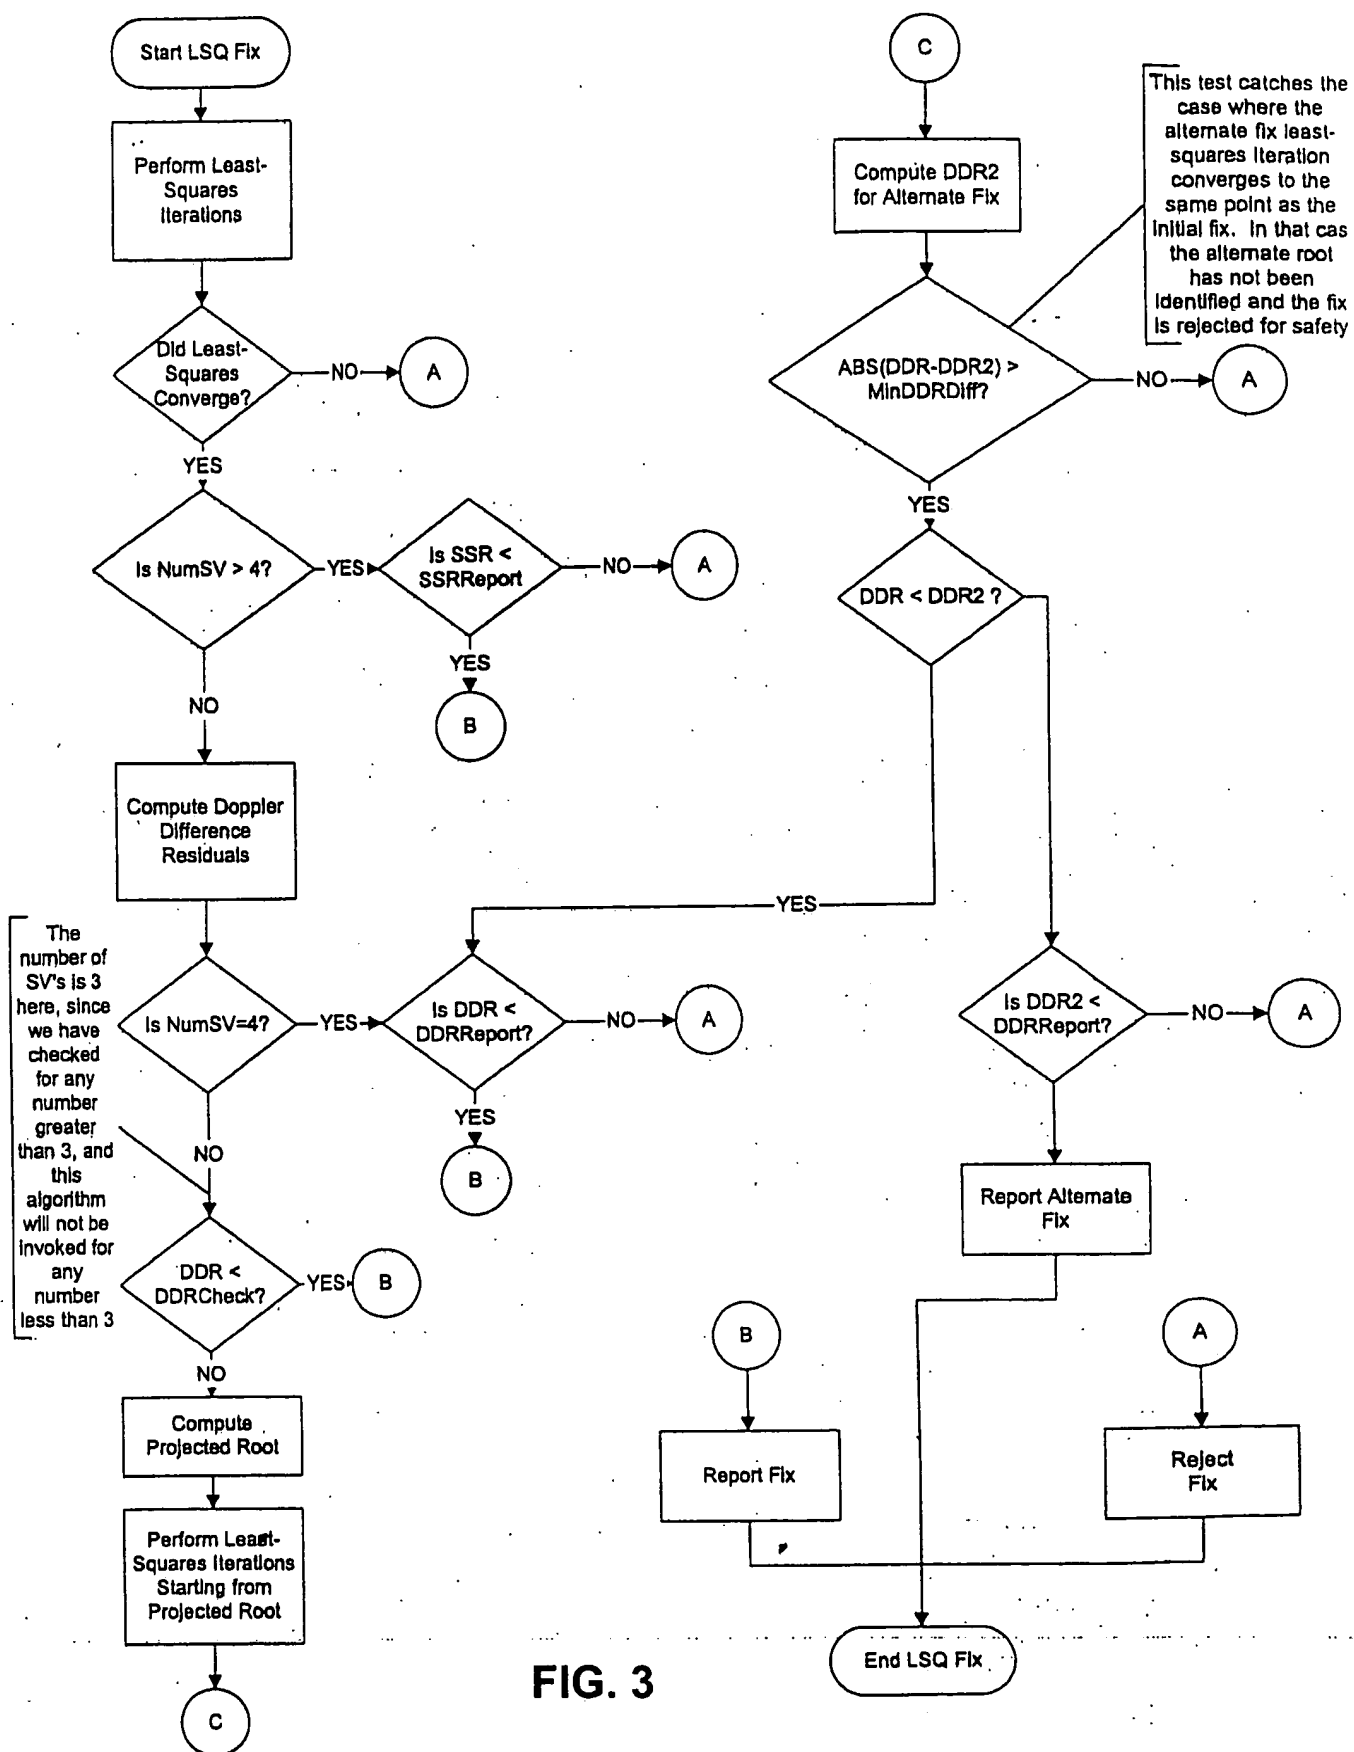 Start LSQ Fix
Perform Least-
Squares
Iterations
Did Least-
Squares
Converge?
NO
A
YES
Is NumSV > 4?
YES
Is SSR <
SSRReport
NO
A
YES
B
NO
Compute Doppler
Difference
Residuals
The
number of
SV's is 3
here, since
we have
checked
for any
number
greater
than 3, and
this
algorithm
will not be
invoked for
any
number
less than 3
Is NumSV=4?
YES
Is DDR <
DDRReport?
NO
A
YES
B
NO
DDR <
DDRCheck?
YES
B
NO
Compute
Projected Root
Perform Least-
Squares Iterations
Starting from
Projected Root
C
C
Compute DDR2
for Alternate Fix
This test catches the
case where the
alternate fix least-
squares iteration
converges to the
same point as the
initial fix. In that cas
the alternate root
has not been
identified and the fix
is rejected for safety
ABS(DDR-DDR2) >
MinDDRDiff?
NO
A
YES
DDR < DDR2 ?
YES
Is DDR2 <
DDRReport?
NO
A
Report Alternate
Fix
B
Report Fix
A
Reject
Fix
End LSQ Fix
FIG. 3